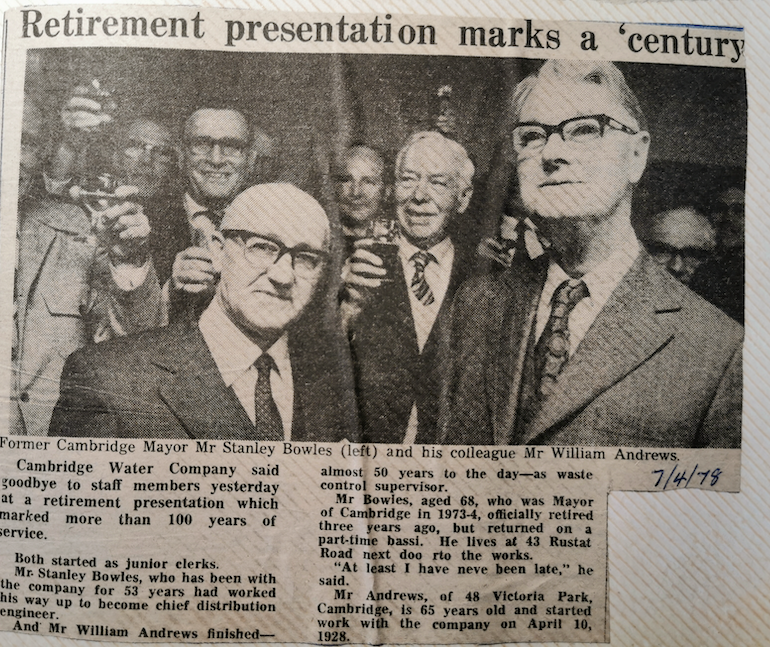 Retirement presentation marks a 'century
Former Cambridge Mayor Mr Stanley Bowles (left) and his colleague Mr William Andrews.
7/4/78
Cambridge Water Company said
goodbye to staff members yesterday
at a retirement presentation which
marked more than 100 years of
service.
Both started as junior clerks.
Mr. Stanley Bowles, who has been with
the company for 53 years had worked
his way up to become chief distribution
engineer.
And Mr William Andrews finished—
almost 50 years to the day—as waste
control supervisor.
Mr Bowles, aged 68, who was Mayor
of Cambridge in 1973-4, officially retired
three years ago, but returned on a
part-time bassi. He lives at 43 Rustat
Road next doo rto the works.
"At least I have neve been late," he
said.
Mr Andrews, of 48 Victoria Park,
Cambridge, is 65 years old and started
work with the company on April 10,
1928.